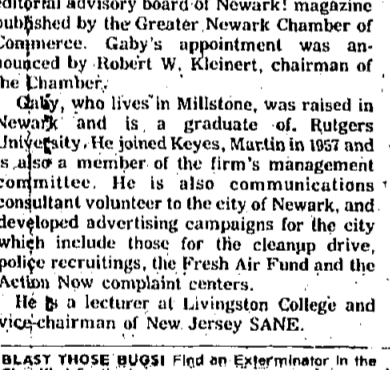 editorial advisory board of Newark! magazine
published by the Greater Newark Chamber of
Commerce. Gaby's appointment was an-
nounced by Robert W. Kleinert, chairman of
the Chamber.
Gaby, who lives in Millstone, was raised in
Newark and is a graduate of Rutgers
University. He joined Keyes, Martin in 1957 and
is also a member of the firm's management
committee. He is also communications
consultant volunteer to the city of Newark, and
developed advertising campaigns for the city
which include those for the cleanup drive,
police recruitings, the Fresh Air Fund and the
Action Now complaint centers.
He is a lecturer at Livingston College and
vice-chairman of New Jersey SANE.
BLAST THOSE BUGS! Find an Exterminator in the